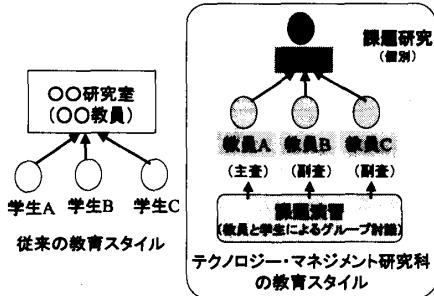 〇〇研究室
(〇〇教員)
学生A 学生B 学生C
従来の教育スタイル
課題研究
(個別)
教員A 教員B 教員C
(主査) (副査) (副査)
課題演習
(教員と学生によるグループ討論)
テクノロジー・マネジメント研究科
の教育スタイル